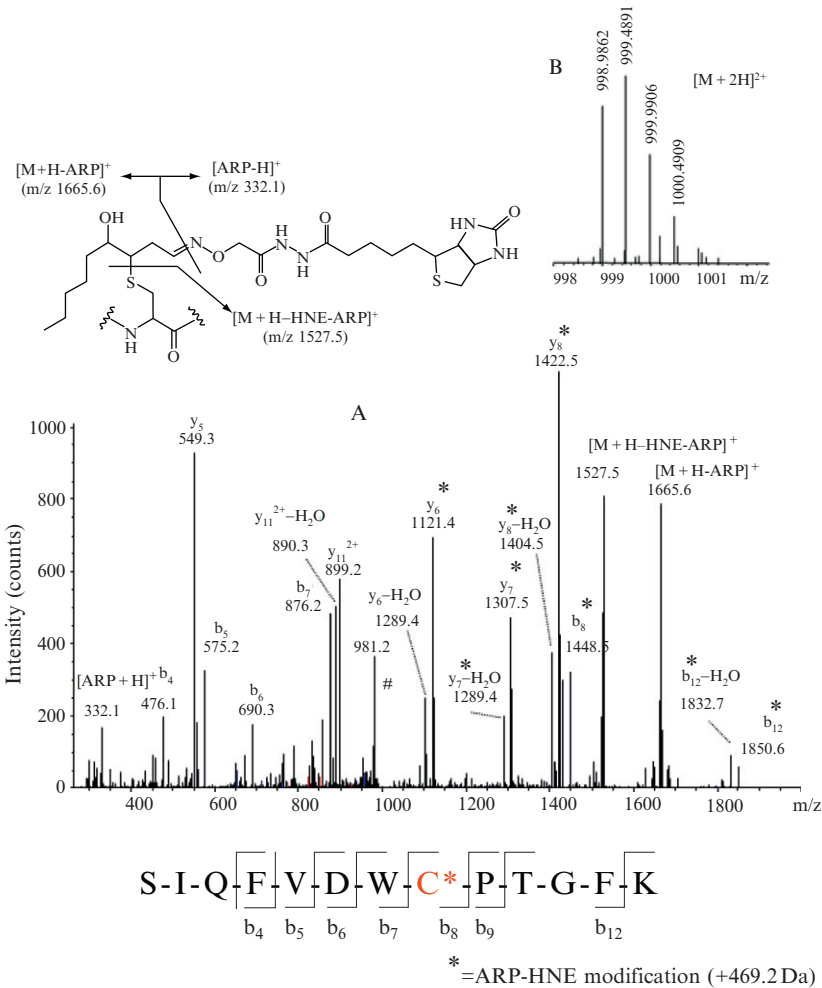 B
998.9862
999.4891
999.9906
1000.4909
[M + 2H]2+
998 999 1000 1001 m/z
[M+H-ARP]+
(m/z 1665.6)
[ARP-H]+
(m/z 332.1)
OH
N
O
O
H
N
N
H
O
HN
O
NH
S
S
N
H
O
[M + H–HNE-ARP]+
(m/z 1527.5)
A
Intensity (counts)
1000
800
600
400
200
0
400 600 800 1000 1200 1400 1600 1800 m/z
[ARP + H]+
332.1
b4
476.1
y5
549.3
b5
575.2
b6
690.3
b7
876.2
y11 2+–H2O
890.3
y11 2+
899.2
981.2
#
y6–H2O
1289.4
*
y6
1121.4
*
y7–H2O
1289.4
*
y7
1307.5
*
y8–H2O
1404.5
*
y8
1422.5
*
b8
1448.5
[M + H–HNE-ARP]+
1527.5
[M + H-ARP]+
1665.6
*
b12–H2O
1832.7
*
b12
1850.6
S-I-Q-F-V-D-W-C*-P-T-G-F-K
b4 b5 b6 b7 b8 b9 b12
*=ARP-HNE modification (+469.2 Da)